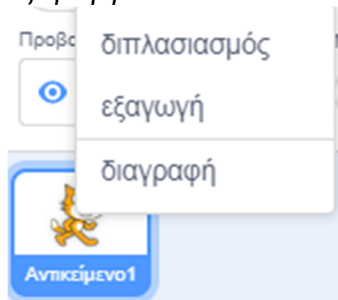 Προβο
διπλασιασμός
εξαγωγή
διαγραφή
Αντικείμενο1